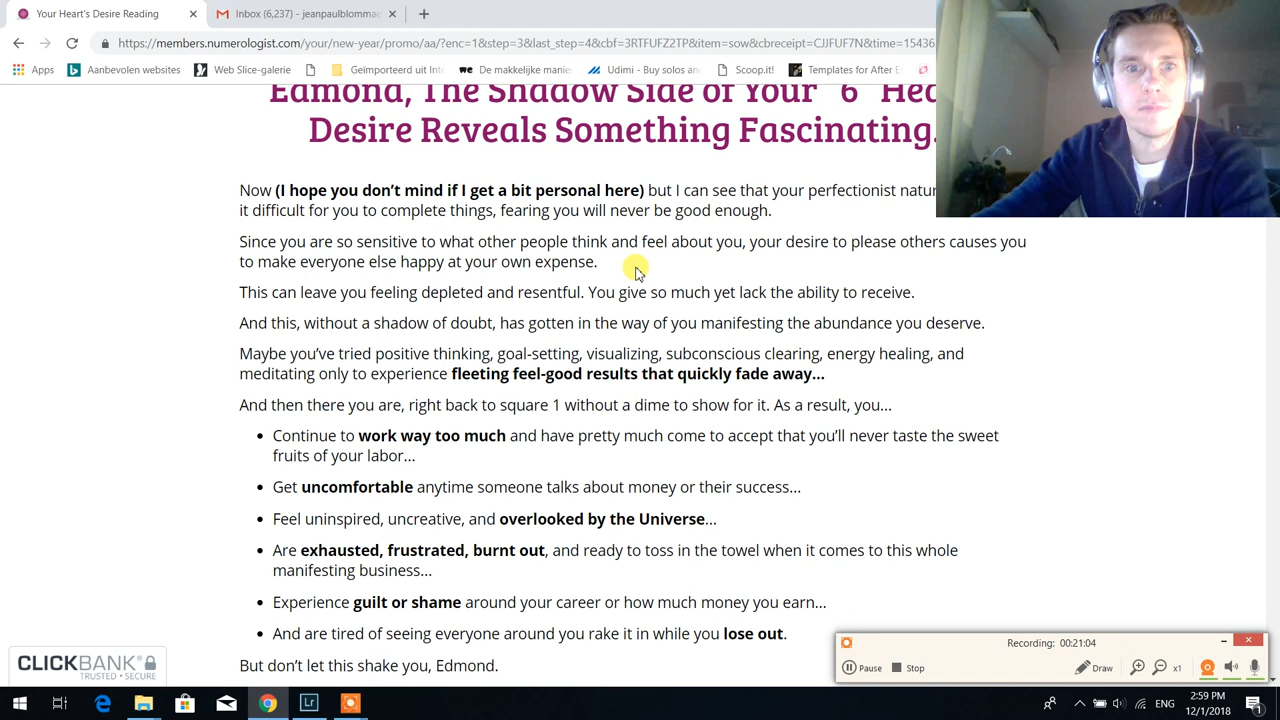 Your Heart's Desire Reading
Inbox (6,237) - jeanpaulblommae
https://members.numerologist.com/your/new-year/promo/aa/?enc=1&step=3&last_step=4&cbf=3RTFUFZ2TP&item=sow&cbreceipt=CJJFUF7N&time=15436
Apps
Aanbevolen websites
Web Slice-galerie
Geïmporteerd uit Int
De makkelijke manie
Udimi - Buy solos an
Scoop.it!
Templates for After E
Edmond, The Shadow Side of Your "6" Hea
Desire Reveals Something Fascinating.
Now (I hope you don't mind if I get a bit personal here) but I can see that your perfectionist natur
it difficult for you to complete things, fearing you will never be good enough.
Since you are so sensitive to what other people think and feel about you, your desire to please others causes you
to make everyone else happy at your own expense.
This can leave you feeling depleted and resentful. You give so much yet lack the ability to receive.
And this, without a shadow of doubt, has gotten in the way of you manifesting the abundance you deserve.
Maybe you've tried positive thinking, goal-setting, visualizing, subconscious clearing, energy healing, and
meditating only to experience fleeting feel-good results that quickly fade away...
And then there you are, right back to square 1 without a dime to show for it. As a result, you...
• Continue to work way too much and have pretty much come to accept that you'll never taste the sweet
fruits of your labor...
• Get uncomfortable anytime someone talks about money or their success...
• Feel uninspired, uncreative, and overlooked by the Universe...
• Are exhausted, frustrated, burnt out, and ready to toss in the towel when it comes to this whole
manifesting business...
• Experience guilt or shame around your career or how much money you earn...
• And are tired of seeing everyone around you rake it in while you lose out.
But don't let this shake you, Edmond.
CLICKBANK
TRUSTED • SECURE
Recording: 00:21:04
Pause
Stop
Draw
x1
ENG
2:59 PM
12/1/2018
1